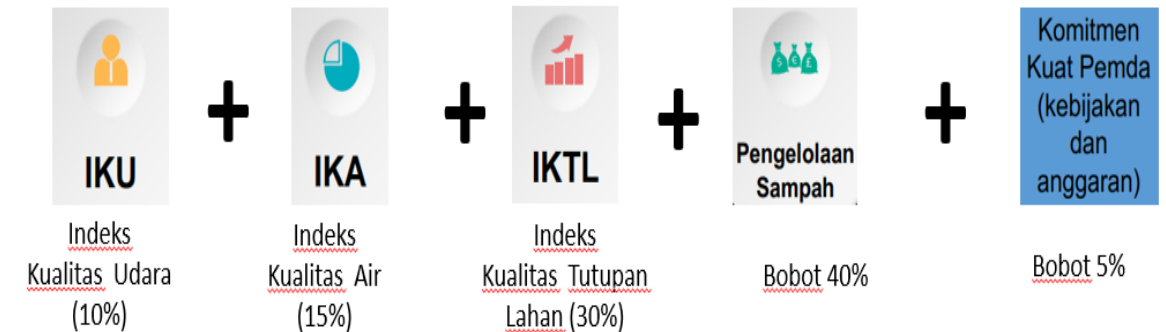 IKU
Indeks
Kualitas Udara
(10%)
IKA
Indeks
Kualitas Air
(15%)
IKTL
Indeks
Kualitas Tutupan
Lahan (30%)
Pengelolaan
Sampah
Bobot 40%
Komitmen
Kuat Pemda
(kebijakan
dan
anggaran)
Bobot 5%